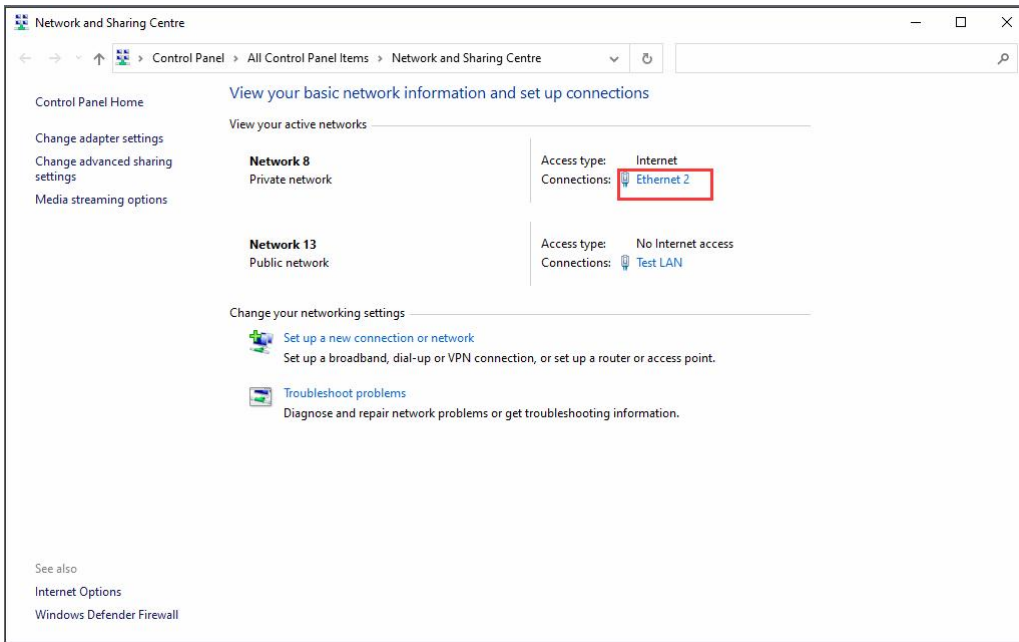 Network and Sharing Centre
Control Panel > All Control Panel Items > Network and Sharing Centre
Control Panel Home
Change adapter settings
Change advanced sharing
settings
Media streaming options
View your basic network information and set up connections
View your active networks
Network 8
Private network
Access type: Internet
Connections: Ethernet 2
Network 13
Public network
Access type: No Internet access
Connections: Test LAN
Change your networking settings
Set up a new connection or network
Set up a broadband, dial-up or VPN connection, or set up a router or access point.
Troubleshoot problems
Diagnose and repair network problems or get troubleshooting information.
See also
Internet Options
Windows Defender Firewall